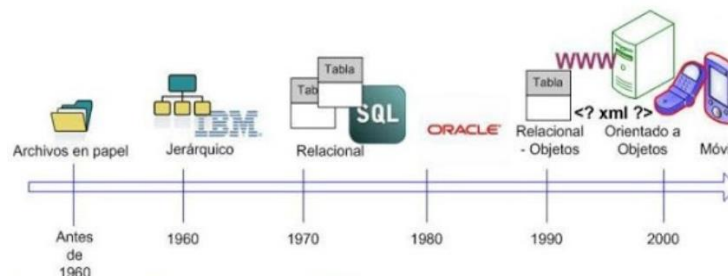 WWW
Tabla
Tab
SQL
IBM
ORACLE
Tabla
<? xml ?>
Archivos en papel
Jerárquico
Relacional
Relacional
- Objetos
Orientado a
Objetos
Antes
de
1960
1960
1970
1980
1990
2000